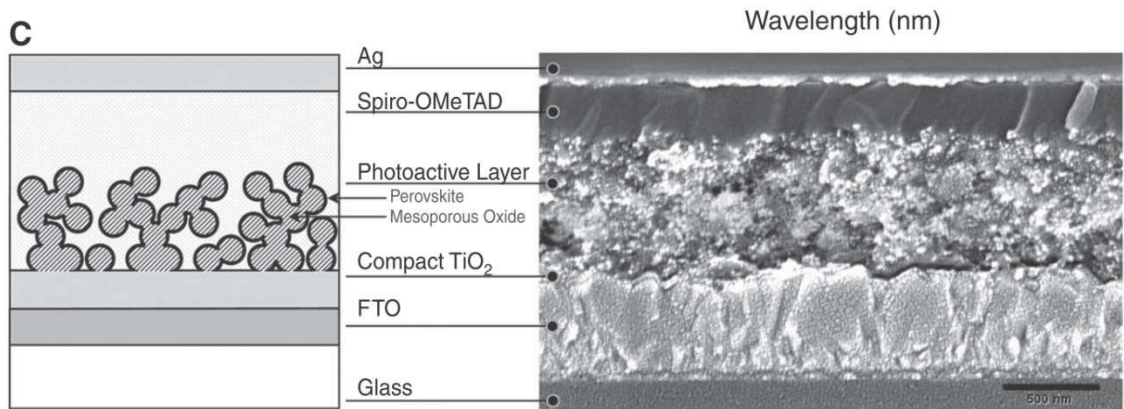 Wavelength (nm)
C
Ag
Spiro-OMeTAD
Photoactive Layer
Perovskite
Mesoporous Oxide
Compact TiO₂
FTO
Glass
500 nm